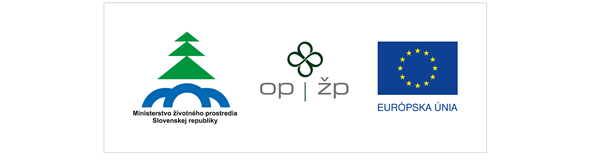 Ministerstvo životného prostredia
Slovenskej republiky
op | žp
EURÓPSKA ÚNIA